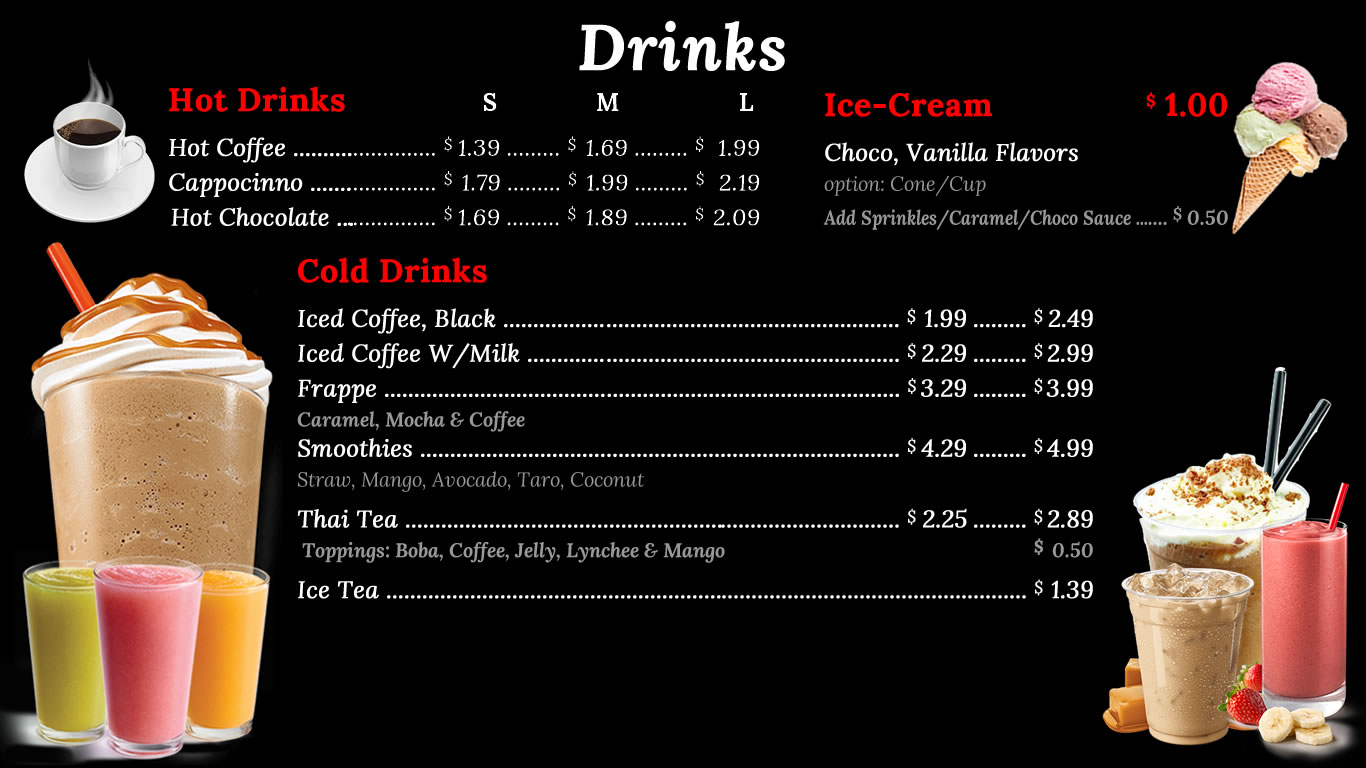 Drinks
Hot Drinks S M L
Hot Coffee ........................ $ 1.39 ......... $ 1.69 ......... $ 1.99
Cappocinno ..................... $ 1.79 ......... $ 1.99 ......... $ 2.19
Hot Chocolate ................. $ 1.69 ......... $ 1.89 ......... $ 2.09
Ice-Cream $ 1.00
Choco, Vanilla Flavors
option: Cone/Cup
Add Sprinkles/Caramel/Choco Sauce ....... $ 0.50
Cold Drinks
Iced Coffee, Black .................................................................. $ 1.99 ......... $ 2.49
Iced Coffee W/Milk .............................................................. $ 2.29 ......... $ 2.99
Frappe ...................................................................................... $ 3.29 ......... $ 3.99
Caramel, Mocha & Coffee
Smoothies ................................................................................ $ 4.29 ......... $ 4.99
Straw, Mango, Avocado, Taro, Coconut
Thai Tea ................................................................................... $ 2.25 ......... $ 2.89
Toppings: Boba, Coffee, Jelly, Lynchee & Mango $ 0.50
Ice Tea ........................................................................................................... $ 1.39